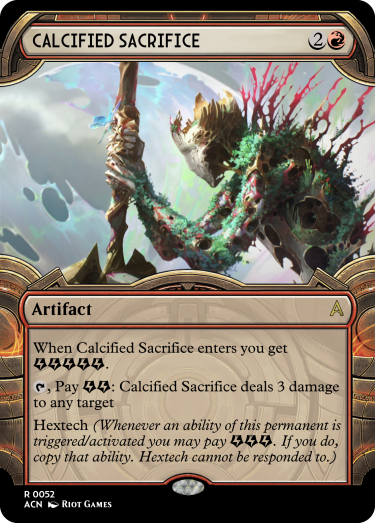 CALCIFIED SACRIFICE 2
Artifact
When Calcified Sacrifice enters you get
.
, Pay : Calcified Sacrifice deals 3 damage
to any target
Hextech (Whenever an ability of this permanent is
triggered/activated you may pay . If you do,
copy that ability. Hextech cannot be responded to.)
R 0052
ACN Riot Games